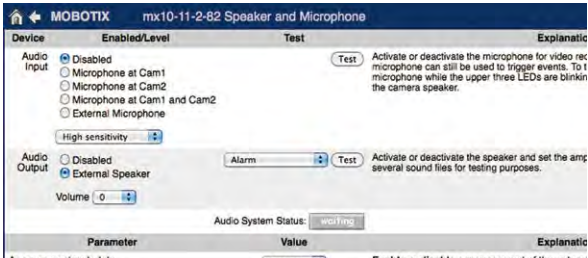 MOBOTIX mx10-11-2-82 Speaker and Microphone
Device Enabled/Level Test Explanatio
Audio Input
Disabled
Microphone at Cam1
Microphone at Cam2
Microphone at Cam1 and Cam2
External Microphone
High sensitivity
Test
Activate or deactivate the microphone for video rec
microphone can still be used to trigger events. To t
microphone while the upper three LEDs are blinkin
the camera speaker.
Audio Output
Disabled
External Speaker
Volume 0
Alarm Test
Activate or deactivate the speaker and set the amp
several sound files for testing purposes.
Audio System Status: waiting
Parameter Value Explanatio